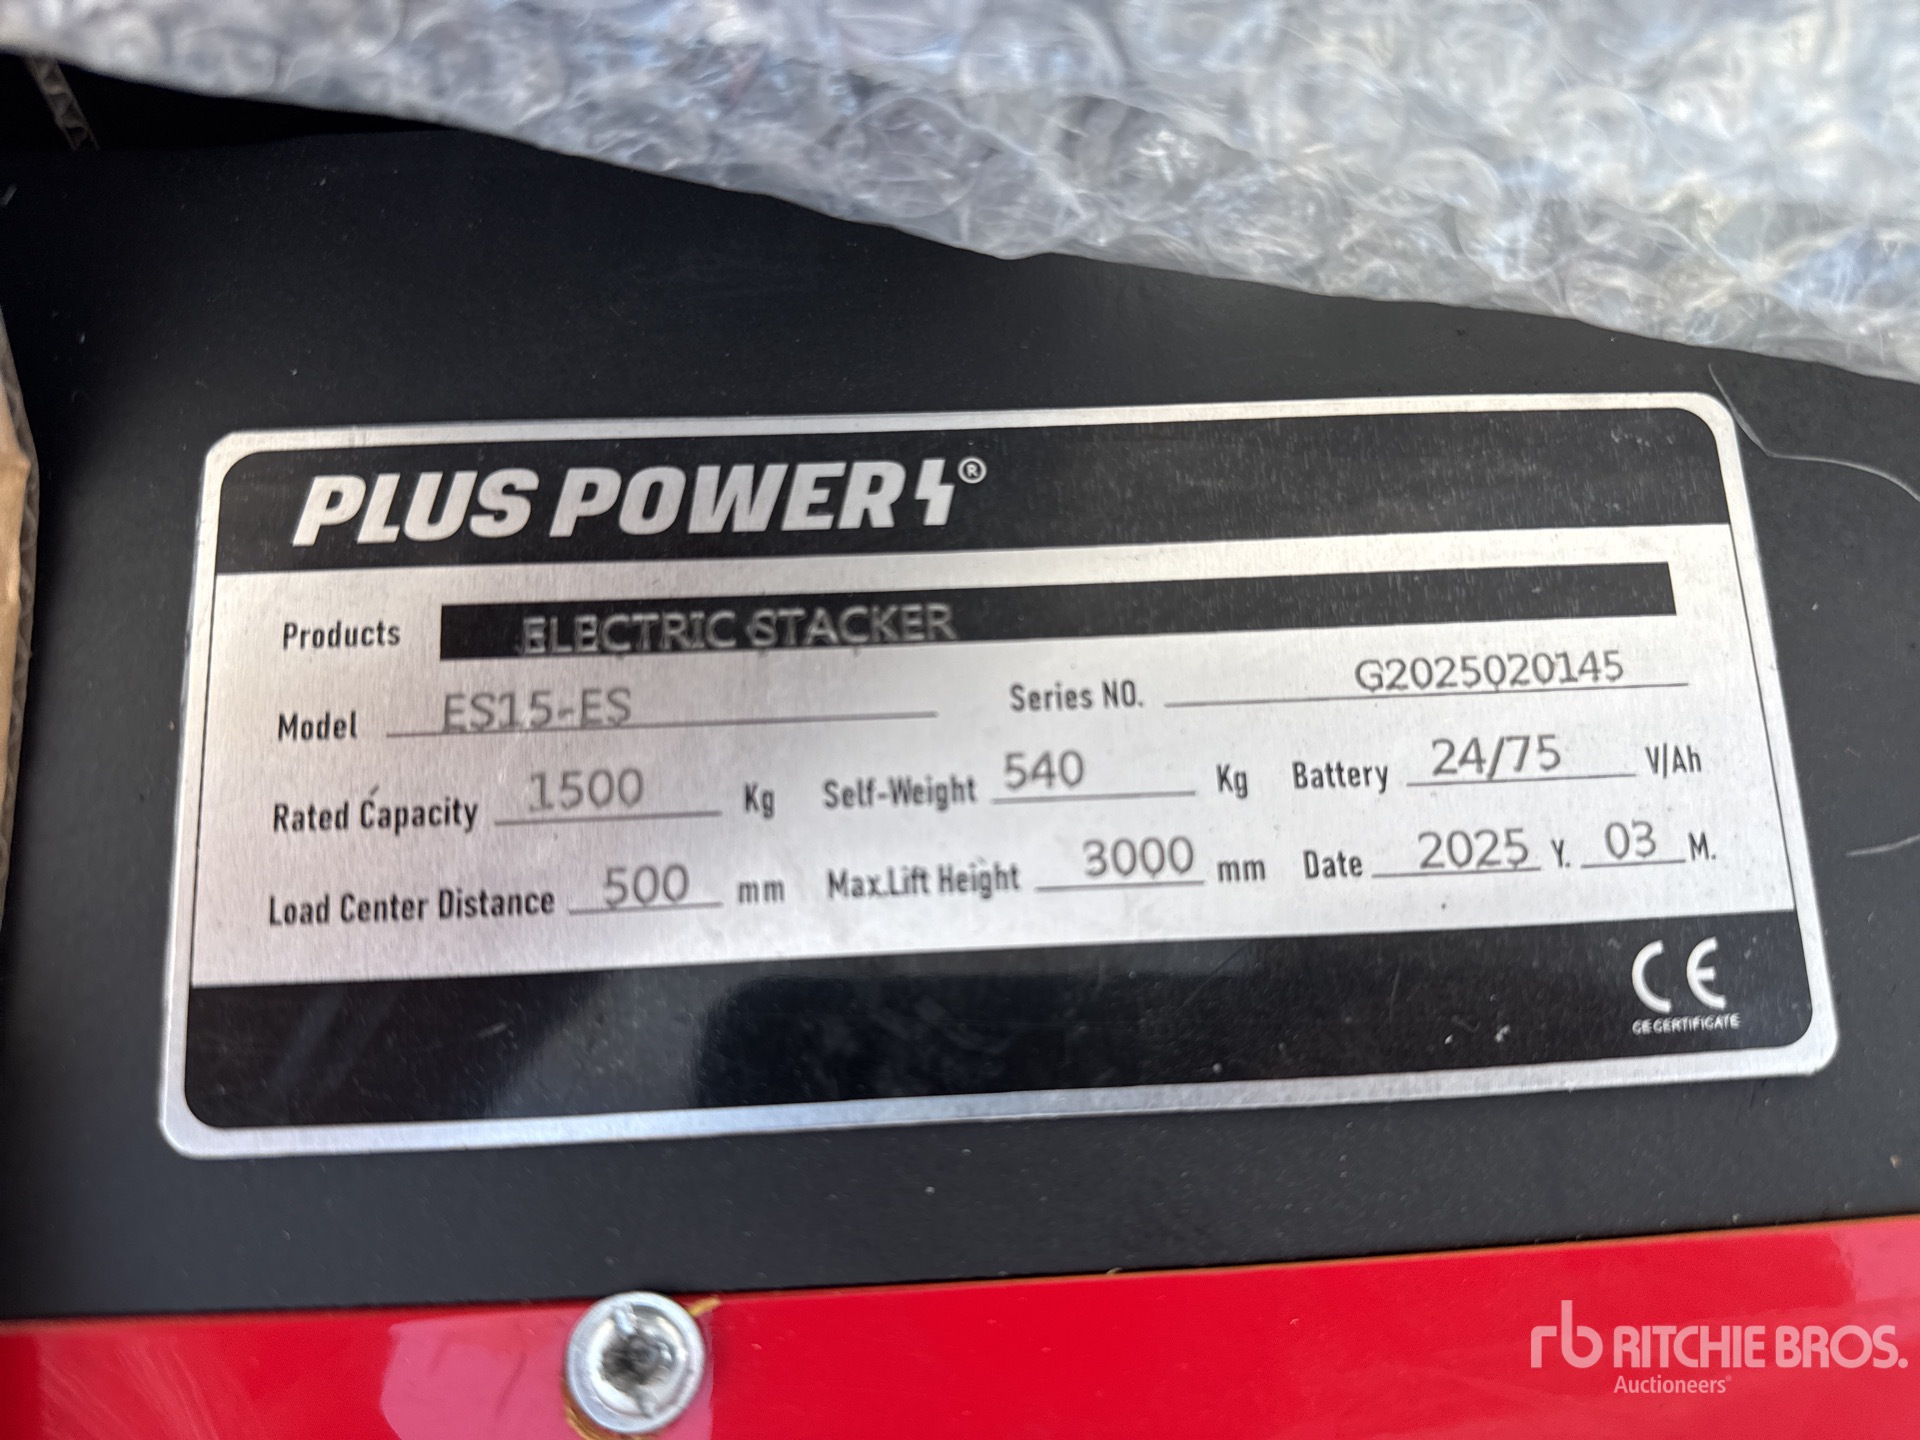 PLUS POWER®
Products ELECTRIC STACKER
Model ES15-ES Series NO. G2025020145
Rated Capacity 1500 Kg Self-Weight 540 Kg Battery 24/75 V/Ah
Load Center Distance 500 mm Max.Lift Height 3000 mm Date 2025 Y. 03 M.
CE
CE CERTIFICATE
rb RITCHIE BROS.
Auctioneers